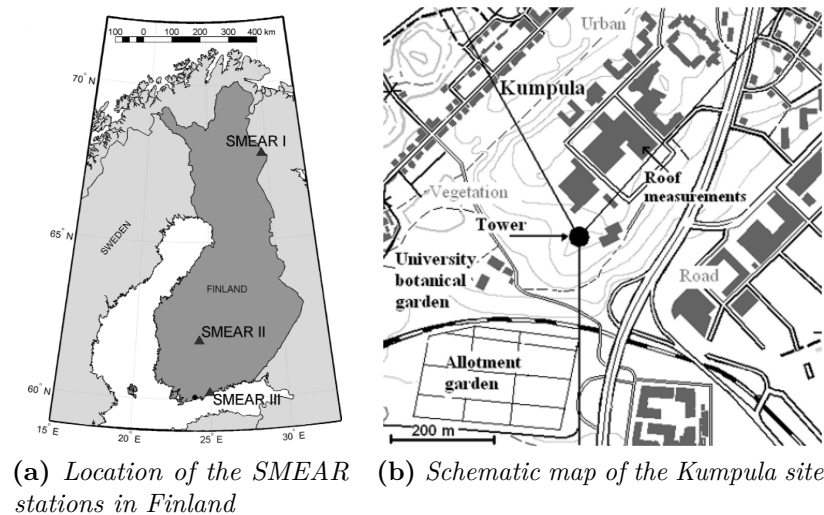 100 0 100 200 300 400 km
70° N
SMEAR I
65° N
SWEDEN
FINLAND
SMEAR II
60° N
SMEAR III
15° E
20° E
25° E
30° E
Urban
Kumpula
Roof
measurements
Vegetation
Tower
University
botanical
garden
Road
Allotment
garden
200 m
(a) Location of the SMEAR
stations in Finland
(b) Schematic map of the Kumpula site